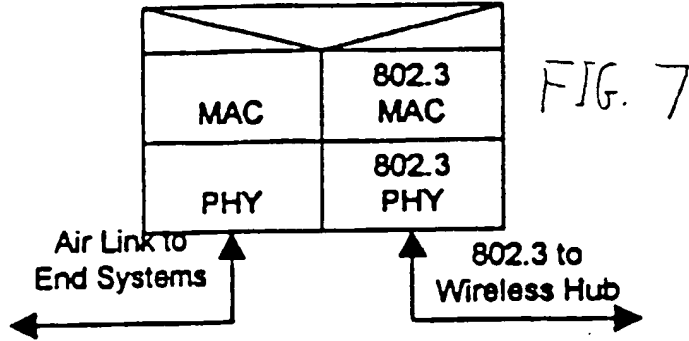 MAC
802.3
MAC
FIG. 7
PHY
802.3
PHY
Air Link to
End Systems
802.3 to
Wireless Hub